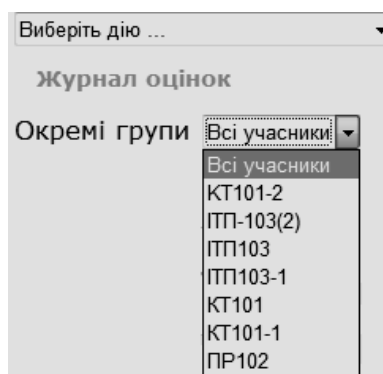 Виберіть дію ...
Журнал оцінок
Окремі групи Всі учасники
Всі учасники
КТ101-2
ІТП-103(2)
ІТП103
ІТП103-1
КТ101
КТ101-1
ПР102